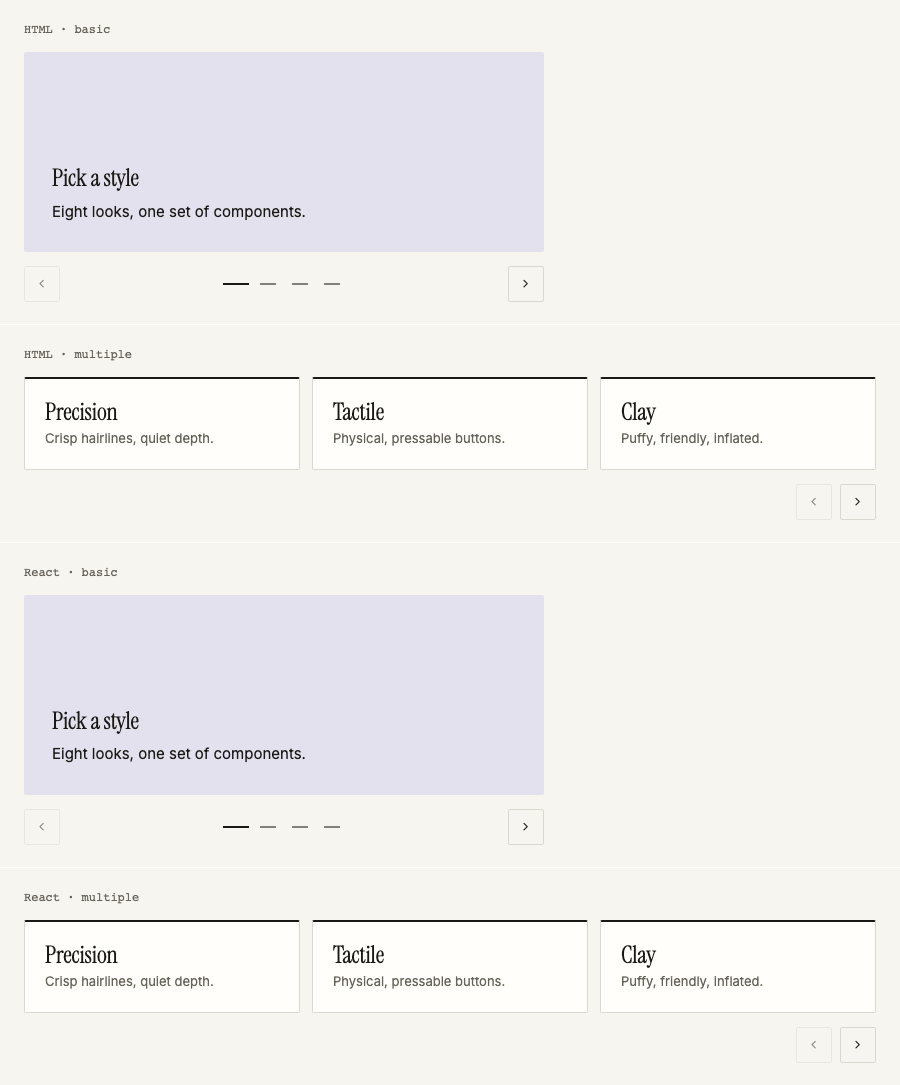 HTML · basic
Pick a style
Eight looks, one set of components.
HTML · multiple
Precision
Crisp hairlines, quiet depth.
Tactile
Physical, pressable buttons.
Clay
Puffy, friendly, inflated.
React · basic
Pick a style
Eight looks, one set of components.
React · multiple
Precision
Crisp hairlines, quiet depth.
Tactile
Physical, pressable buttons.
Clay
Puffy, friendly, inflated.